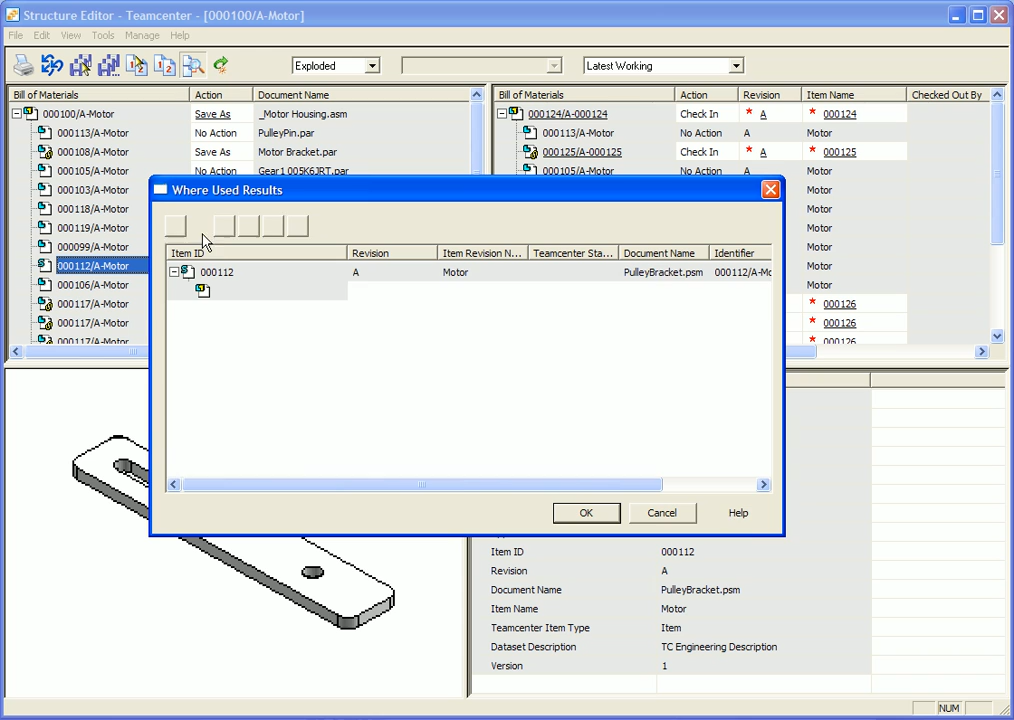 Structure Editor - Teamcenter - [000100/A-Motor]
File Edit View Tools Manage Help
Exploded
Latest Working
Bill of Materials Action Document Name
000100/A-Motor Save As _Motor Housing.asm
000113/A-Motor No Action PulleyPin.par
000108/A-Motor Save As Motor Bracket.par
000105/A-Motor No Action Gear1 005K6JRT.par
000103/A-Motor
000118/A-Motor
000119/A-Motor
000099/A-Motor
000112/A-Motor
000106/A-Motor
000117/A-Motor
000117/A-Motor
000117/A-Motor
Bill of Materials Action Revision Item Name Checked Out By
000124/A-000124 Check In * A * 000124
000113/A-Motor No Action A Motor
000125/A-000125 Check In * A * 000125
000105/A-Motor No Action A Motor
Motor
Motor
Motor
Motor
Motor
Motor
* 000126
* 000126
* 000126
Where Used Results
Item ID Revision Item Revision N... Teamcenter Sta... Document Name Identifier
000112 A Motor PulleyBracket.psm 000112/A-Mo
OK Cancel Help
Item ID 000112
Revision A
Document Name PulleyBracket.psm
Item Name Motor
Teamcenter Item Type Item
Dataset Description TC Engineering Description
Version 1
NUM